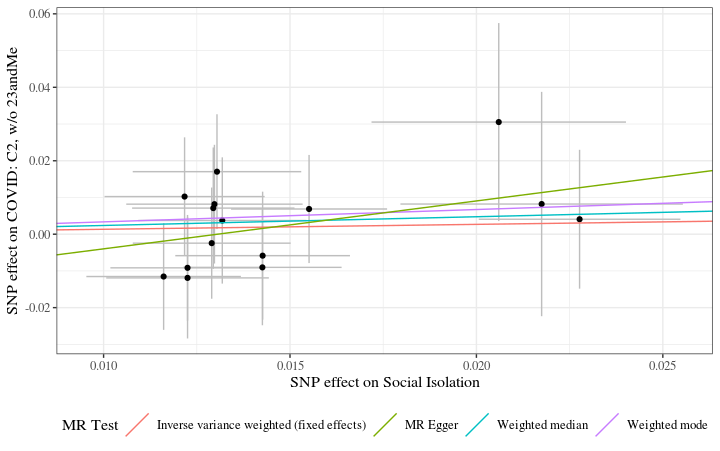 0.06
0.04
0.02
0.00
-0.02
SNP effect on COVID: C2, w/o 23andMe
0.010 0.015 0.020 0.025
SNP effect on Social Isolation
MR Test Inverse variance weighted (fixed effects) MR Egger Weighted median Weighted mode